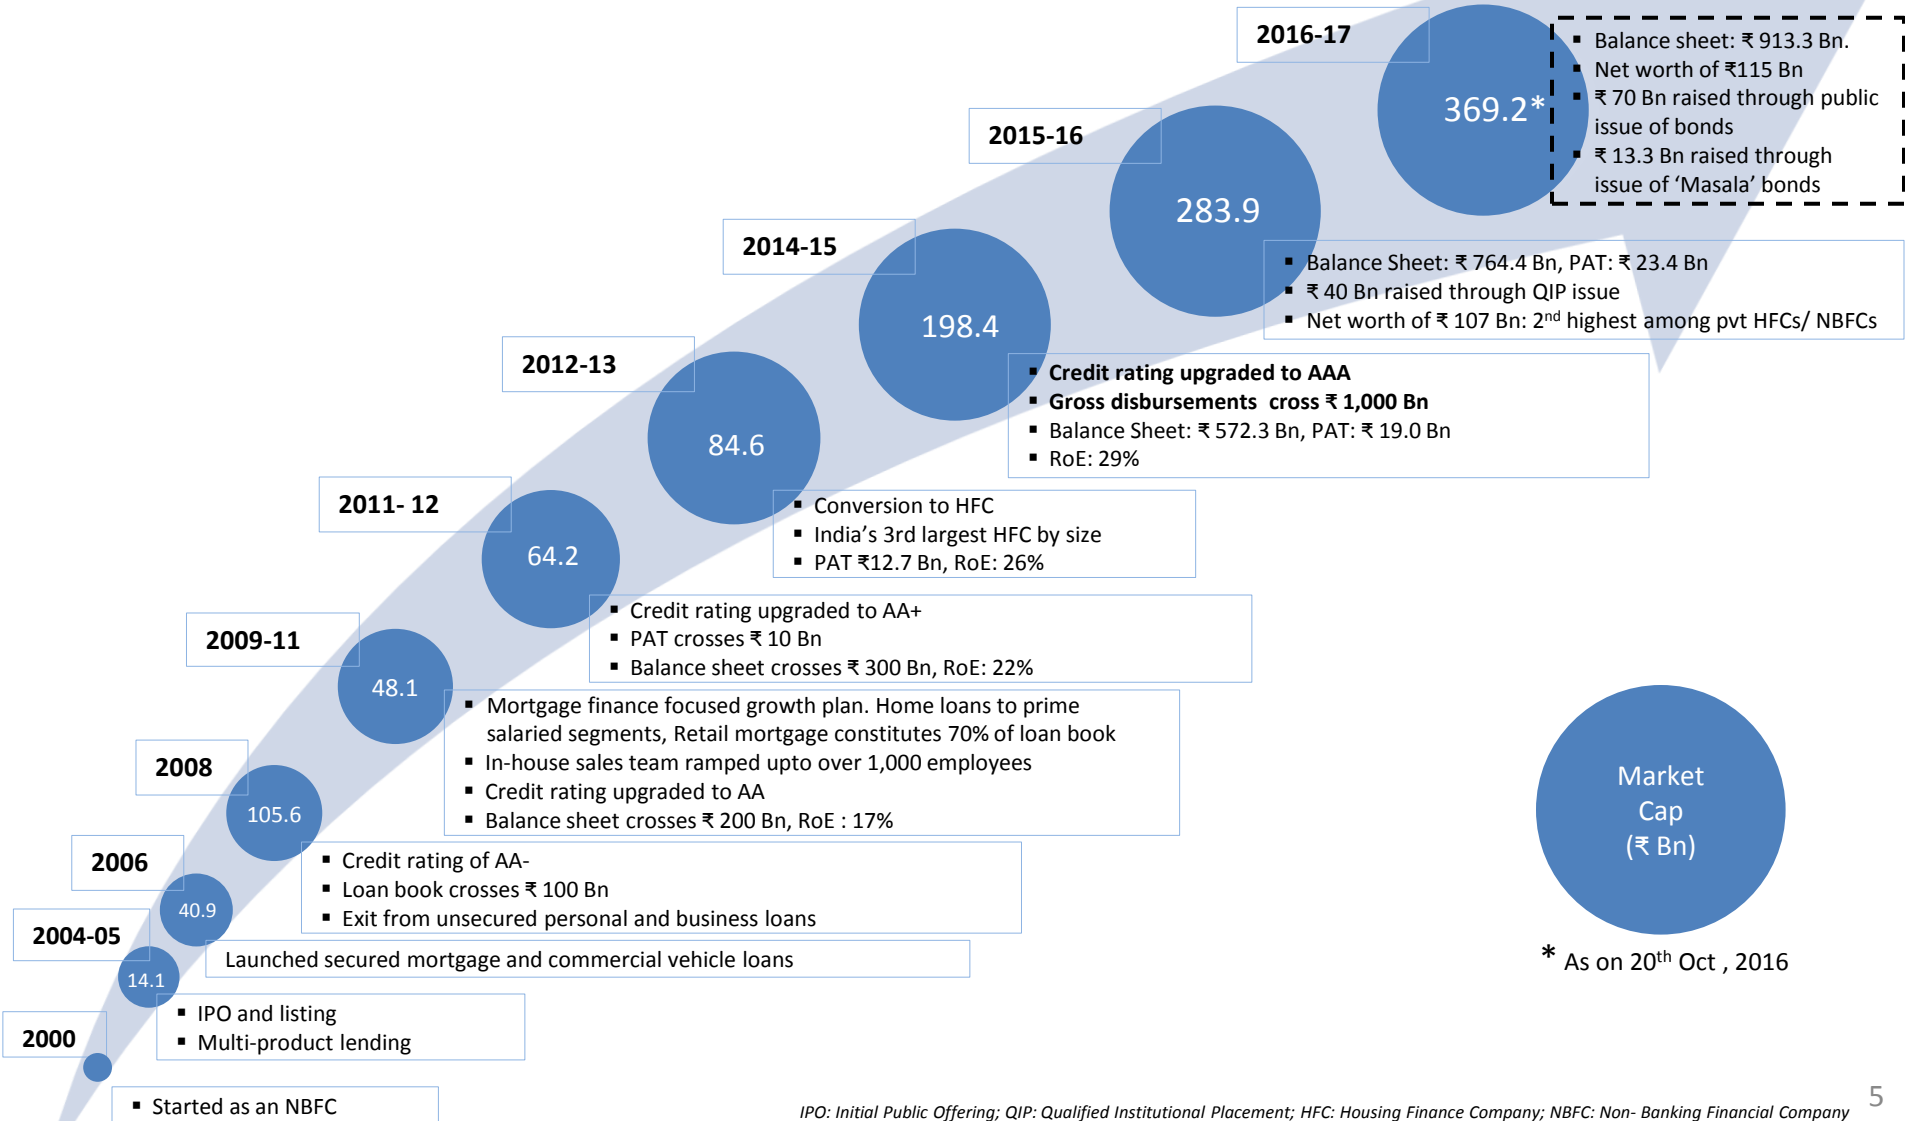 2016-17
369.2*
▪ Balance sheet: ₹ 913.3 Bn.
▪ Net worth of ₹115 Bn
▪ ₹ 70 Bn raised through public
issue of bonds
▪ ₹ 13.3 Bn raised through
issue of ‘Masala’ bonds
2015-16
283.9
▪ Balance Sheet: ₹ 764.4 Bn, PAT: ₹ 23.4 Bn
▪ ₹ 40 Bn raised through QIP issue
▪ Net worth of ₹ 107 Bn: 2nd highest among pvt HFCs/ NBFCs
2014-15
198.4
▪ Credit rating upgraded to AAA
▪ Gross disbursements  cross ₹ 1,000 Bn
▪ Balance Sheet: ₹ 572.3 Bn, PAT: ₹ 19.0 Bn
▪ RoE: 29%
2012-13
84.6
▪ Conversion to HFC
▪ India’s 3rd largest HFC by size
▪ PAT ₹12.7 Bn, RoE: 26%
2011- 12
64.2
▪ Credit rating upgraded to AA+
▪ PAT crosses ₹ 10 Bn
▪ Balance sheet crosses ₹ 300 Bn, RoE: 22%
2009-11
48.1
▪ Mortgage finance focused growth plan. Home loans to prime
salaried segments, Retail mortgage constitutes 70% of loan book
▪ In-house sales team ramped upto over 1,000 employees
▪ Credit rating upgraded to AA
▪ Balance sheet crosses ₹ 200 Bn, RoE : 17%
2008
105.6
▪ Credit rating of AA-
▪ Loan book crosses ₹ 100 Bn
▪ Exit from unsecured personal and business loans
2006
40.9
Launched secured mortgage and commercial vehicle loans
2004-05
14.1
▪ IPO and listing
▪ Multi-product lending
2000
▪ Started as an NBFC
Market
Cap
(₹ Bn)
* As on 20th Oct , 2016
IPO: Initial Public Offering; QIP: Qualified Institutional Placement; HFC: Housing Finance Company; NBFC: Non- Banking Financial Company
5